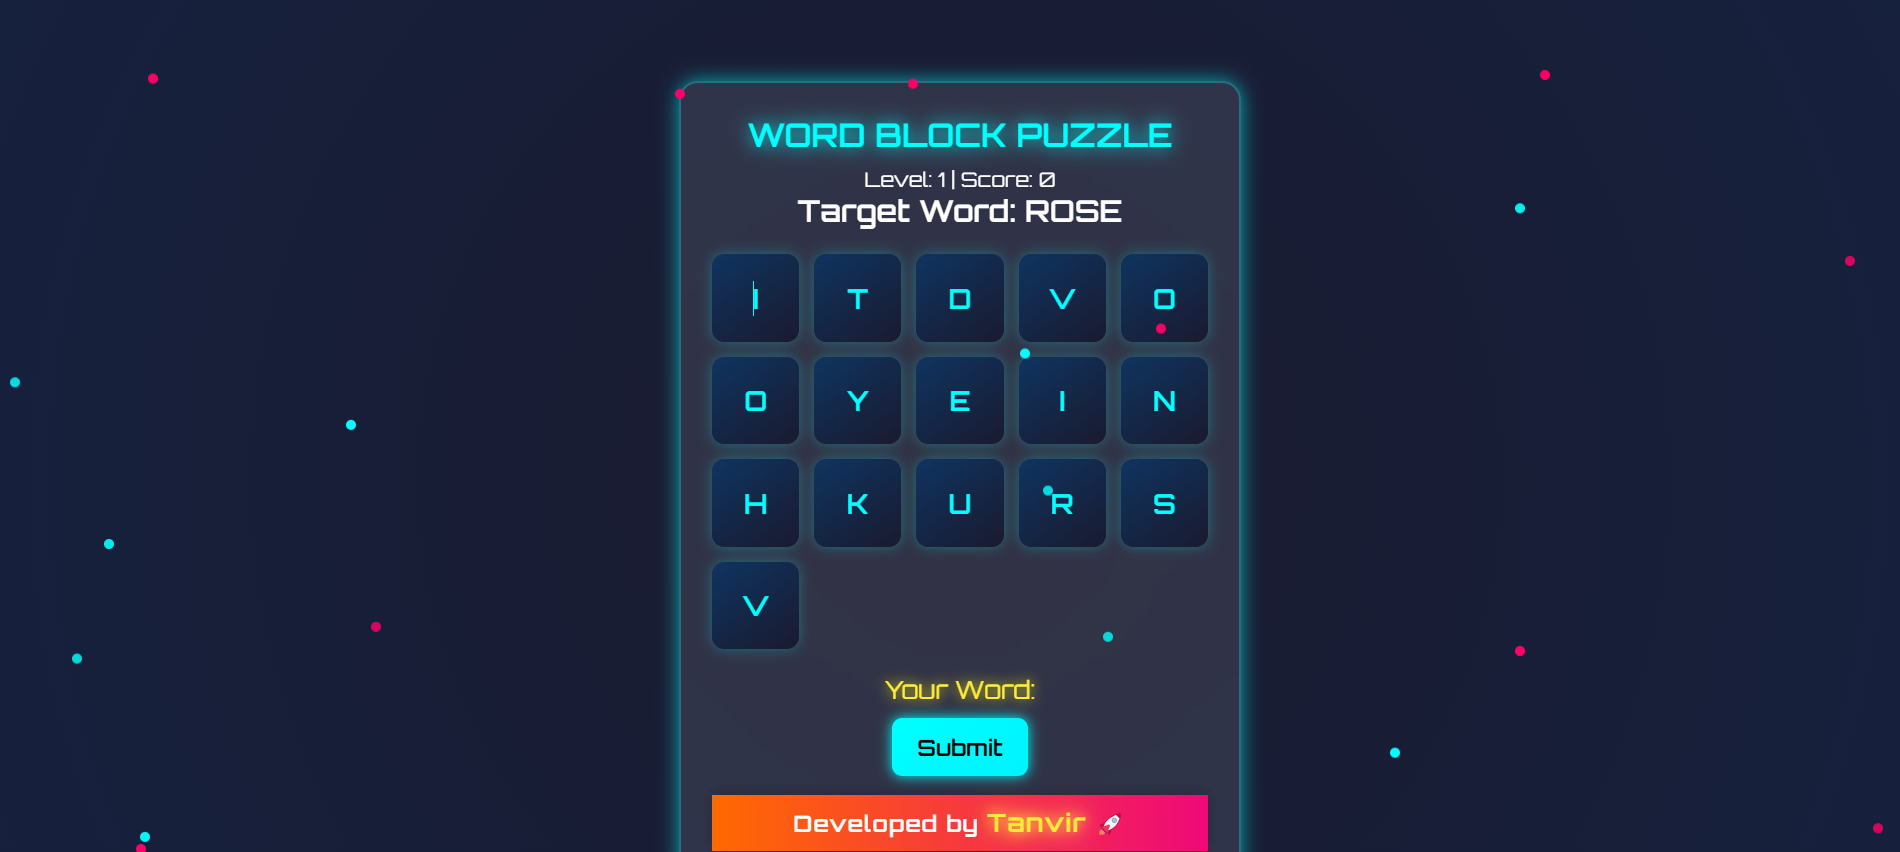 WORD BLOCK PUZZLE
Level: 1 | Score: 0
Target Word: ROSE
I T D V O
O Y E I N
H K U R S
V
Your Word:
Submit
Developed by Tanvir 🚀